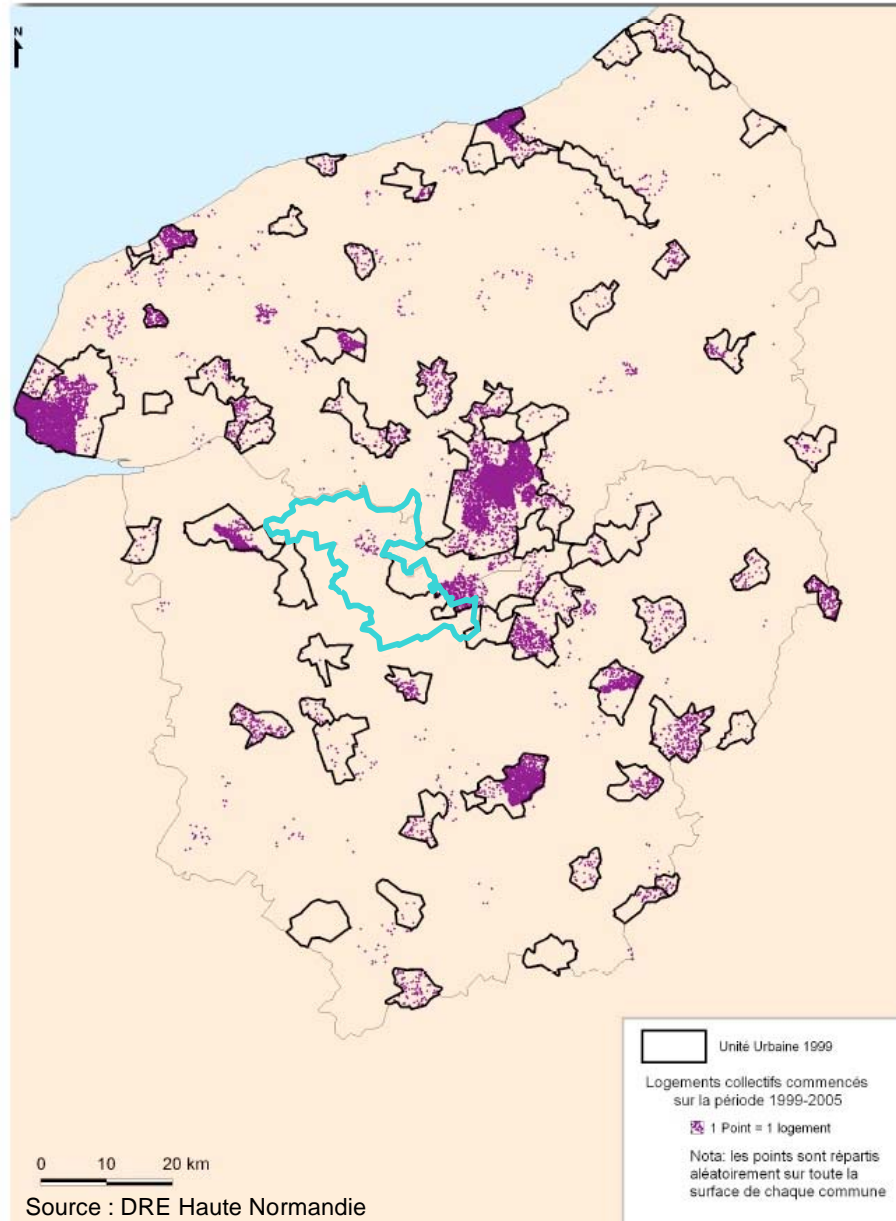 N
Unité Urbaine 1999
Logements collectifs commencés
sur la période 1999-2005
1 Point = 1 logement
Nota: les points sont répartis
aléatoirement sur toute la
surface de chaque commune
0 10 20 km
Source : DRE Haute Normandie